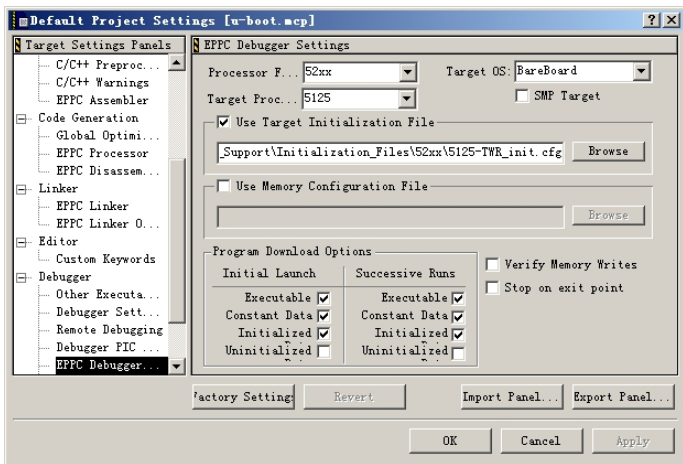 Default Project Settings [u-boot.mcp]
Target Settings Panels
C/C++ Preproc...
C/C++ Warnings
EPPC Assembler
Code Generation
Global Optimi...
EPPC Processor
EPPC Disassem...
Linker
EPPC Linker
EPPC Linker O...
Editor
Custom Keywords
Debugger
Other Executa...
Debugger Sett...
Remote Debugging
Debugger PIC ...
EPPC Debugger...
EPPC Debugger Settings
Processor F... 52xx Target OS: BareBoard
Target Proc... 5125 SMP Target
Use Target Initialization File
_Support\Initialization_Files\52xx\5125-TWR_init.cfg Browse
Use Memory Configuration File
Browse
Program Download Options
Initial Launch Successive Runs
Executable Executable
Constant Data Constant Data
Initialized Initialized
Uninitialized Uninitialized
Verify Memory Writes
Stop on exit point
Factory Settings Revert Import Panel... Export Panel...
OK Cancel Apply